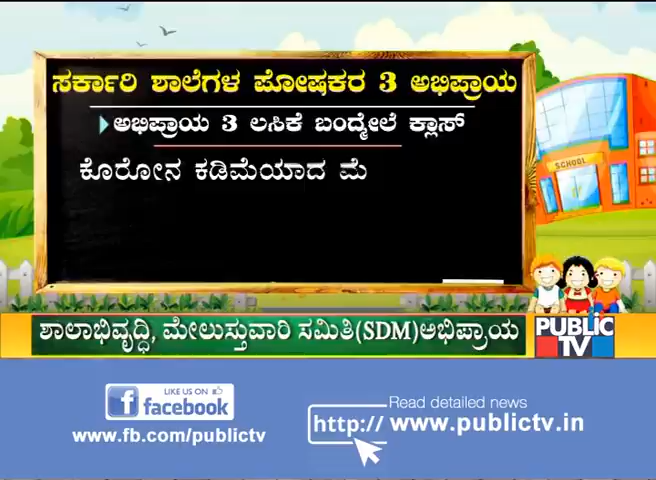 ಸರ್ಕಾರಿ ಶಾಲೆಗಳ ಪೋಷಕರ 3 ಅಭಿಪ್ರಾಯ
ಅಭಿಪ್ರಾಯ 3 ಲಸಿಕೆ ಬಂದ್ಮೇಲೆ ಕ್ಲಾಸ್
ಕೊರೋನ ಕಡಿಮೆಯಾದ ಮೆ
SCHOOL
ಶಾಲಾಭಿವೃದ್ಧಿ, ಮೇಲುಸ್ತುವಾರಿ ಸಮಿತಿ(SDM)ಅಭಿಪ್ರಾಯ
PUBLIC
TV
LIKE US ON
facebook
www.fb.com/publictv
Read detailed news
http:// www.publictv.in